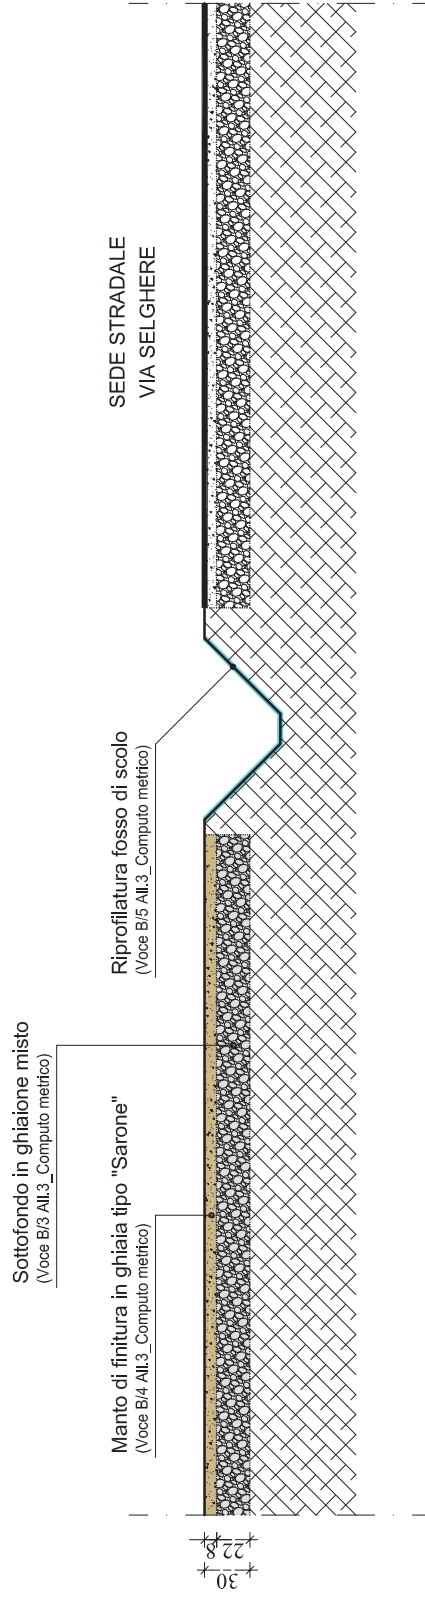 Sottofondo in ghiaione misto
(Voce B/3 All.3_Computo metrico)
Manto di finitura in ghiaia tipo "Sarone"
(Voce B/4 All.3_Computo metrico)
Riprofilatura fosso di scolo
(Voce B/5 All.3_Computo metrico)
SEDE STRADALE
VIA SELGHERE
8
22
30